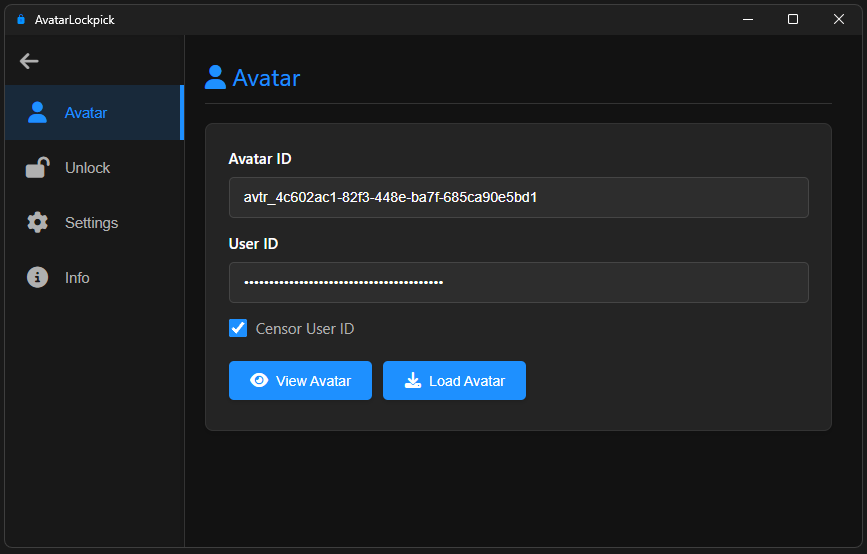 AvatarLockpick
Avatar
Unlock
Settings
Info
Avatar
Avatar ID
avtr_4c602ac1-82f3-448e-ba7f-685ca90e5bd1
User ID
••••••••••••••••••••••••••••••••••••••••
Censor User ID
View Avatar
Load Avatar